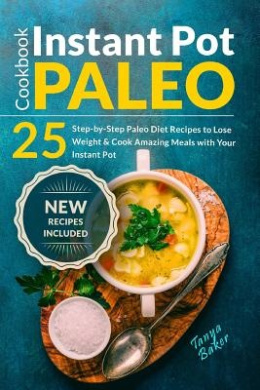 Cookbook
Instant Pot
PALEO
25
Step-by-Step Paleo Diet Recipes to Lose
Weight & Cook Amazing Meals with Your
Instant Pot
NEW
RECIPES
INCLUDED
Tanya
Baker